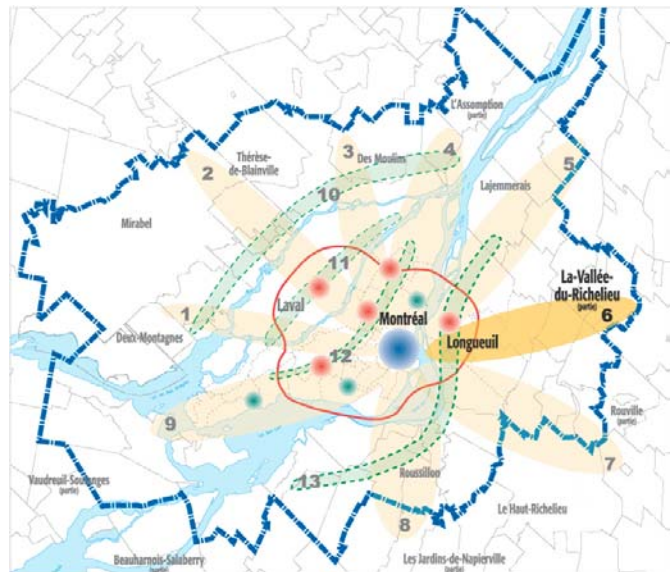 L'Assomption
(partie)
3
Des Moulins
4
Thérèse-
de-Blainville
2
5
Lajemmerais
10
Mirabel
11
La-Vallée-
du-Richelieu
(partie)
6
Laval
1
Montréal
Deux-Montagnes
Longueuil
12
9
Rouville
(partie)
7
Vaudreuil-Soulanges
(partie)
13
Roussillon
8
Le Haut-Richelieu
Beauharnois-Salaberry
(partie)
Les Jardins-de-Napierville
(partie)